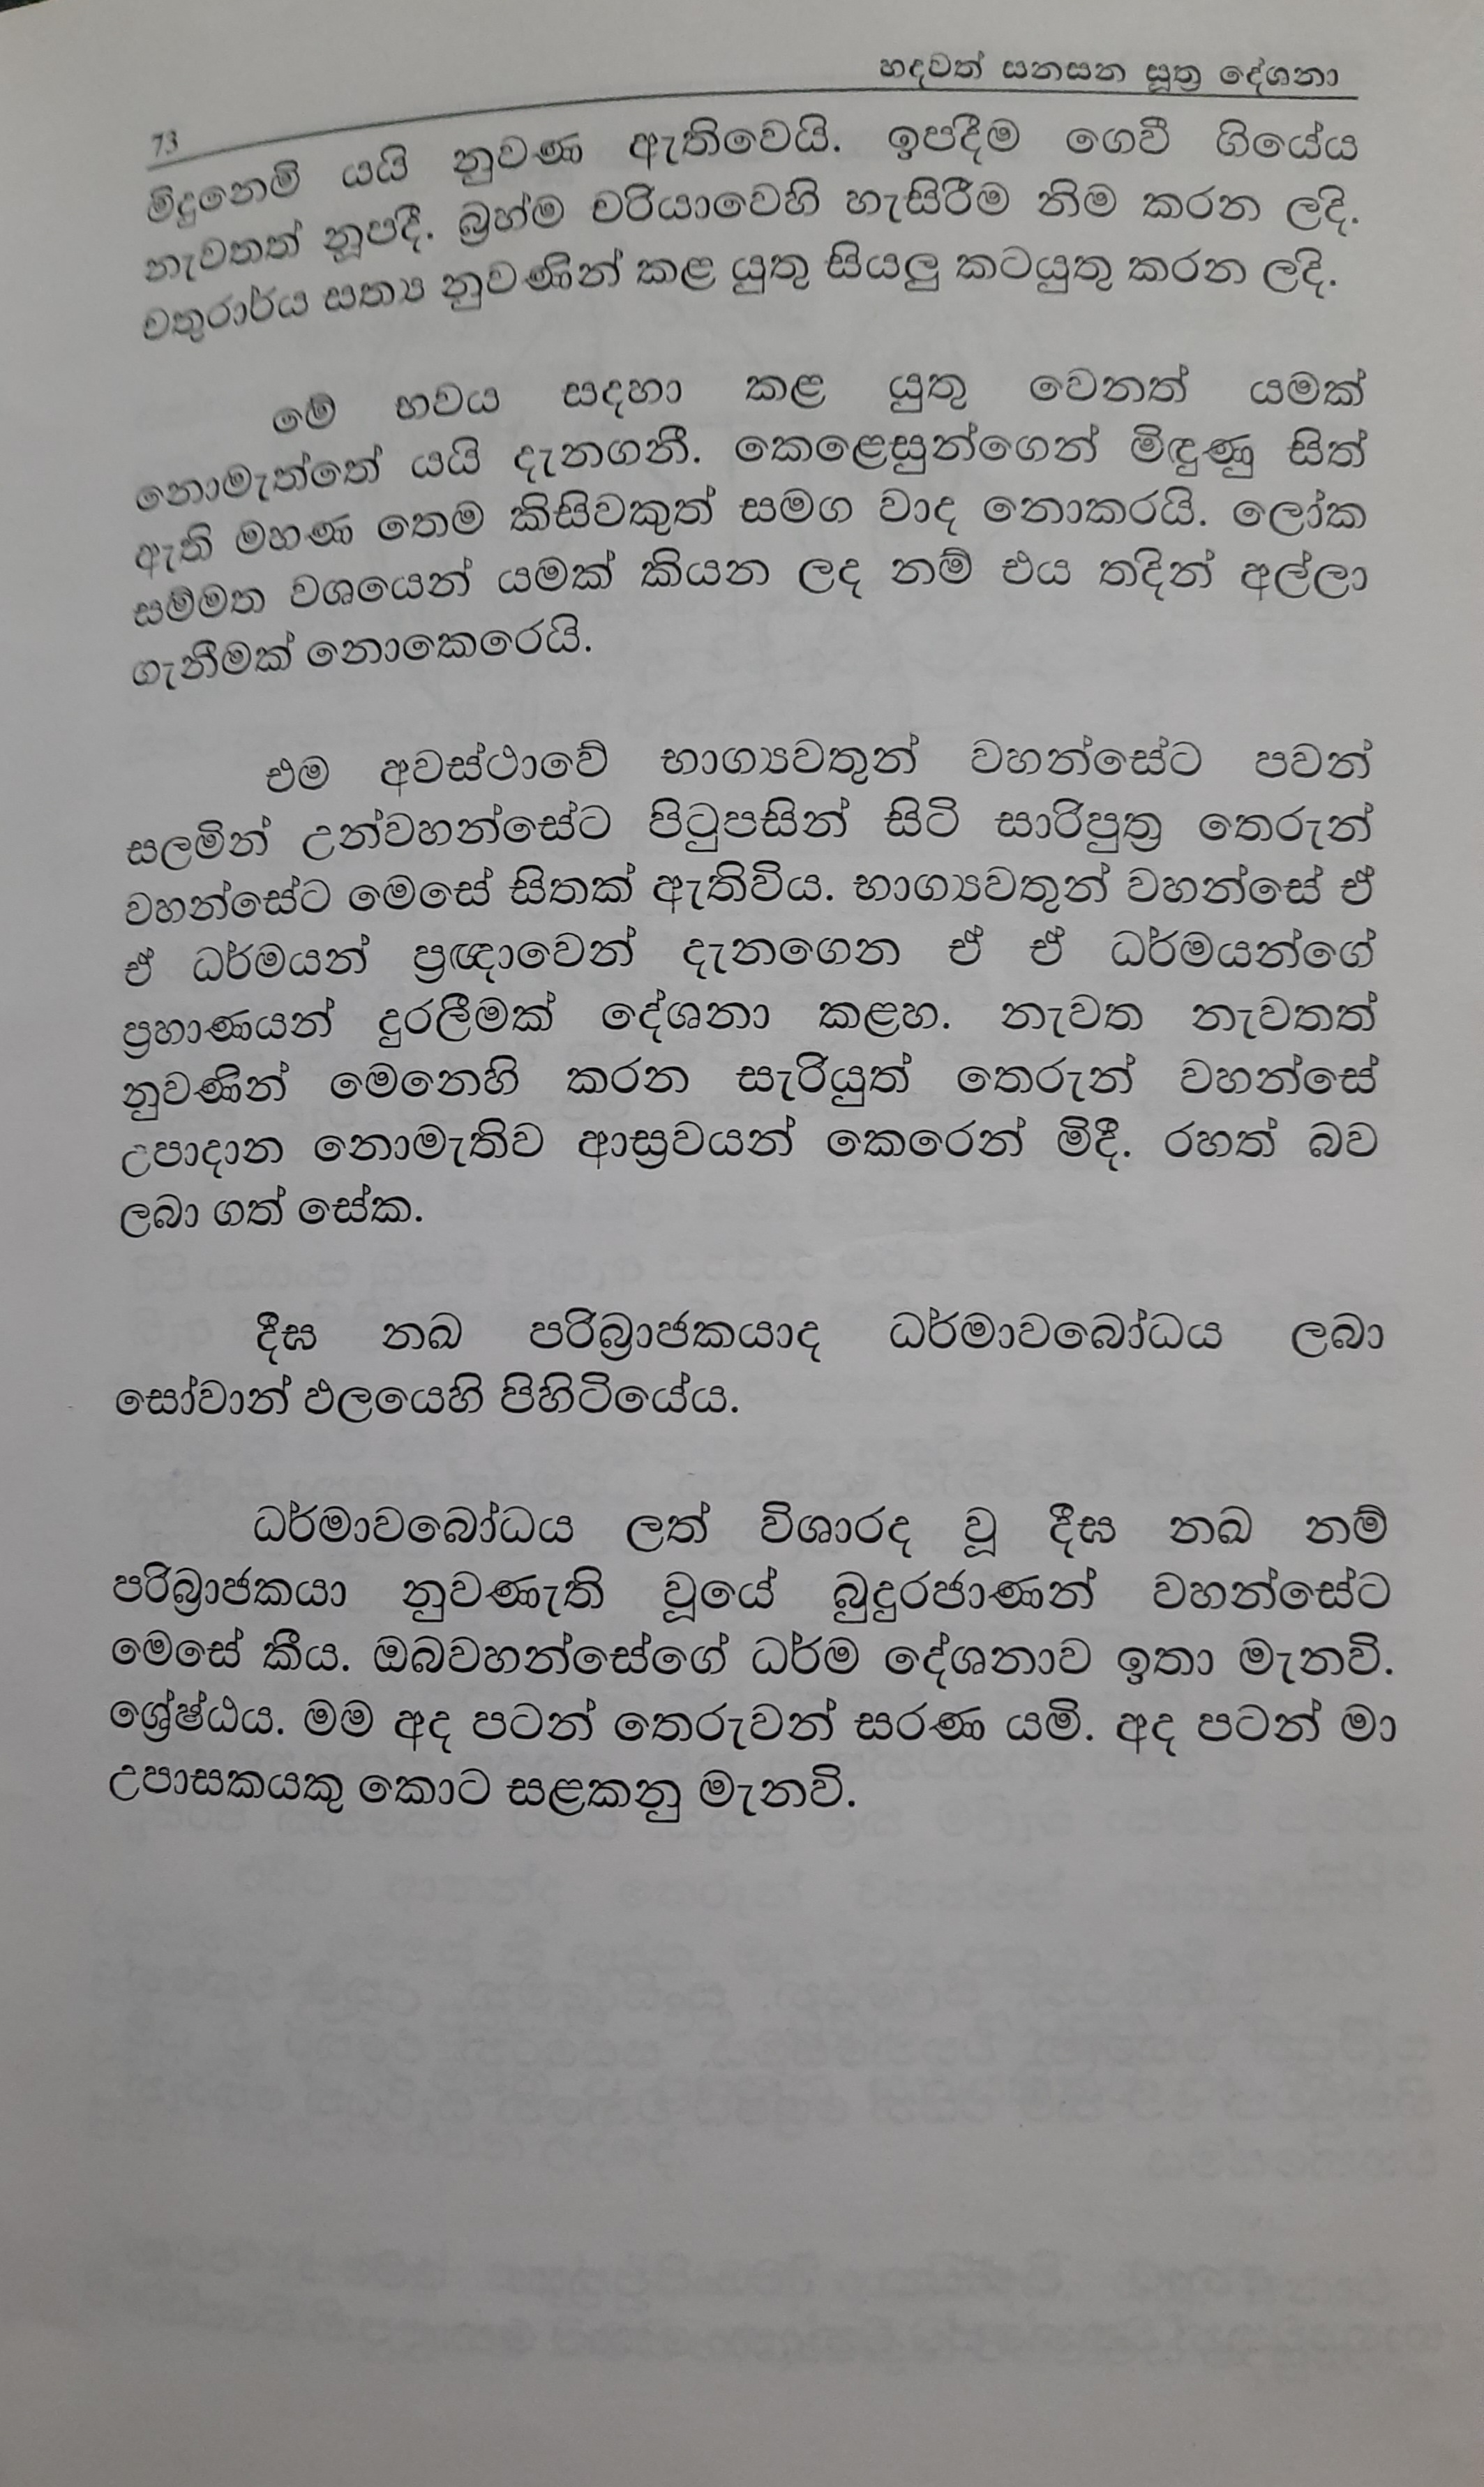 හදවත් සනසන සූත්‍ර දේශනා
73
මිදුනෙමි යයි නුවණ ඇතිවෙයි. ඉපදීම ගෙවී ගියේය
නැවතත් නූපදී. බ්‍රහ්ම චරියාවෙහි හැසිරීම නිම කරන ලදි.
චතුරාර්ය සත්‍ය නුවණින් කළ යුතු සියලු කටයුතු කරන ලදි.
මේ භවය සදහා කළ යුතු වෙනත් යමක්
නොමැත්තේ යයි දැනගනී. කෙළෙසුන්ගෙන් මිඳුණු සිත්
ඇති මහණ තෙම කිසිවකුත් සමග වාද නොකරයි. ලෝක
සම්මත වශයෙන් යමක් කියන ලද නම් එය තදින් අල්ලා
ගැනීමක් නොකෙරෙයි.
එම අවස්ථාවේ භාග්‍යවතුන් වහන්සේට පවන්
සලමින් උන්වහන්සේට පිටුපසින් සිටි සාරිපුත්‍ර තෙරුන්
වහන්සේට මෙසේ සිතක් ඇතිවිය. භාග්‍යවතුන් වහන්සේ ඒ
ඒ ධර්මයන් ප්‍රඥාවෙන් දැනගෙන ඒ ඒ ධර්මයන්ගේ
ප්‍රහාණයන් දුරලීමක් දේශනා කළහ. නැවත නැවතත්
නුවණින් මෙනෙහි කරන සැරියුත් තෙරුන් වහන්සේ
උපාදාන නොමැතිව ආස්‍රවයන් කෙරෙන් මිදී. රහත් බව
ලබා ගත් සේක.
දීඝ නඛ පරිබ්‍රාජකයාද ධර්මාවබෝධය ලබා
සෝවාන් ඵලයෙහි පිහිටියේය.
ධර්මාවබෝධය ලත් විශාරද වූ දීඝ නඛ නම්
පරිබ්‍රාජකයා නුවණැති වූයේ බුදුරජාණන් වහන්සේට
මෙසේ කීය. ඔබවහන්සේගේ ධර්ම දේශනාව ඉතා මැනවි.
ශ්‍රේෂ්ඨය. මම අද පටන් තෙරුවන් සරණ යමි. අද පටන් මා
උපාසකයකු කොට සළකනු මැනවි.